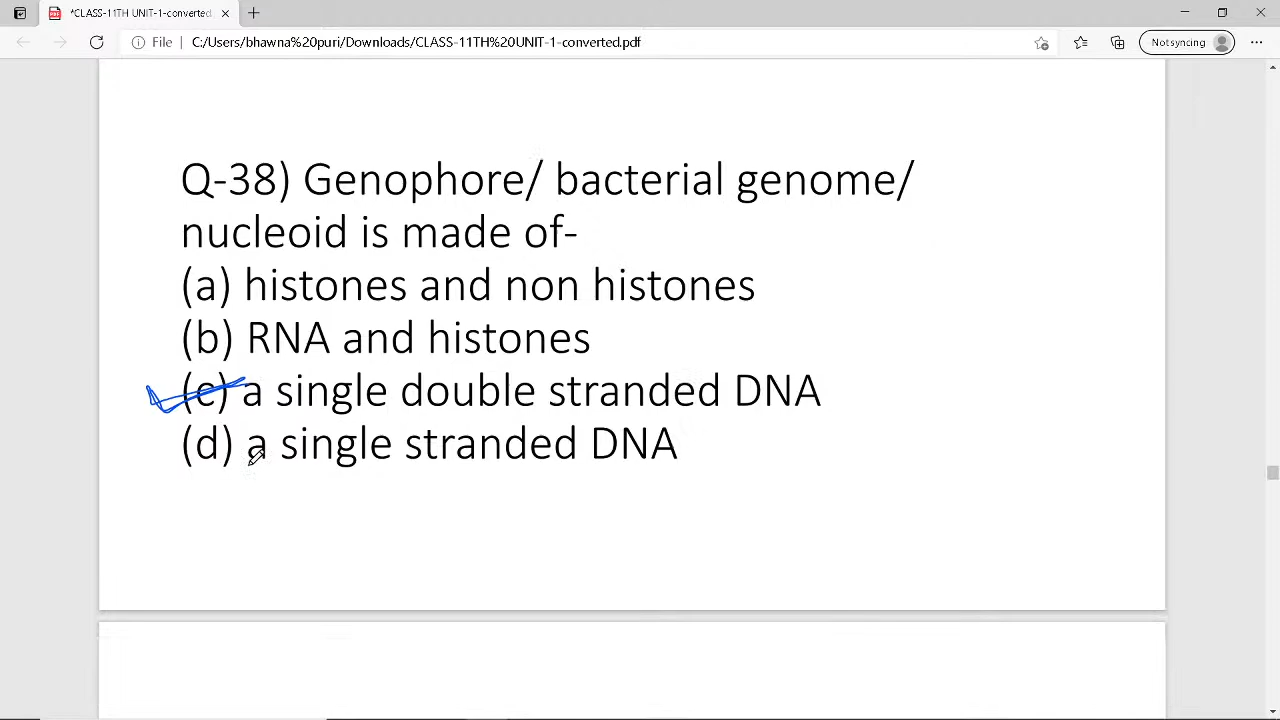 *CLASS-11TH UNIT-1-converted.
File | C:/Users/bhawna%20puri/Downloads/CLASS-11TH%20UNIT-1-converted.pdf
Not syncing
Q-38) Genophore/ bacterial genome/
nucleoid is made of-
(a) histones and non histones
(b) RNA and histones
(c) a single double stranded DNA
(d) a single stranded DNA